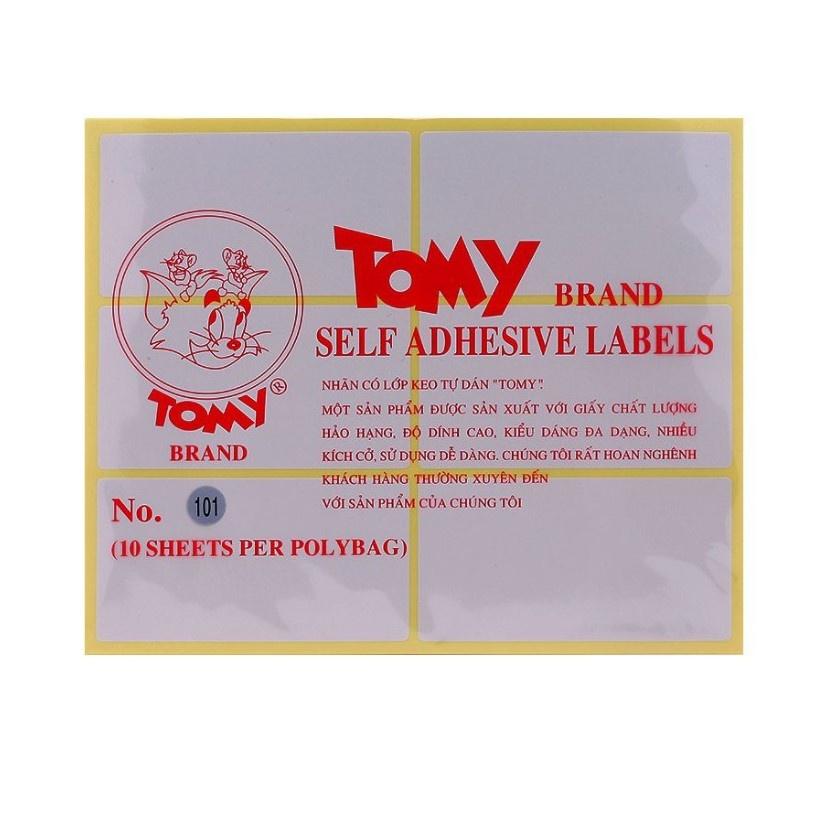 TOMY BRAND
SELF ADHESIVE LABELS
TOMY®
BRAND
NHÃN CÓ LỚP KEO TỰ DÁN "TOMY".
MỘT SẢN PHẨM ĐƯỢC SẢN XUẤT VỚI GIẤY CHẤT LƯỢNG
HẢO HẠNG, ĐỘ DÍNH CAO, KIỂU DÁNG ĐA DẠNG, NHIỀU
KÍCH CỞ, SỬ DỤNG DỄ DÀNG. CHÚNG TÔI RẤT HOAN NGHÊNH
KHÁCH HÀNG THƯỜNG XUYÊN ĐẾN
VỚI SẢN PHẨM CỦA CHÚNG TÔI
No. 101
(10 SHEETS PER POLYBAG)